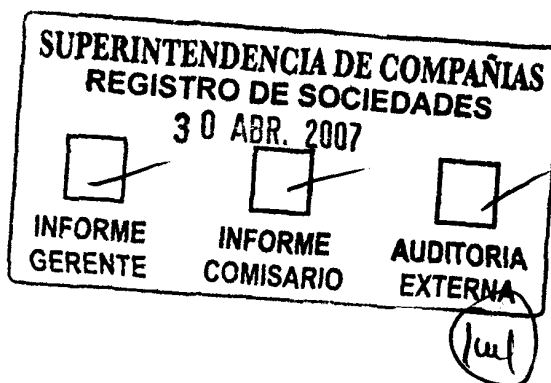 SUPERINTENDENCIA DE COMPAÑIAS
REGISTRO DE SOCIEDADES
30 ABR. 2007
INFORME GERENTE
INFORME COMISARIO
AUDITORIA EXTERNA